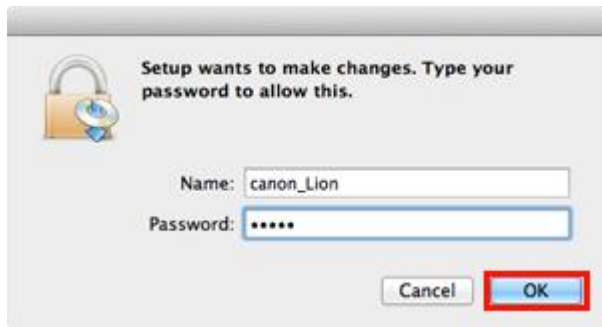 Setup wants to make changes. Type your
password to allow this.
Name: canon_Lion
Password: •••••
Cancel OK